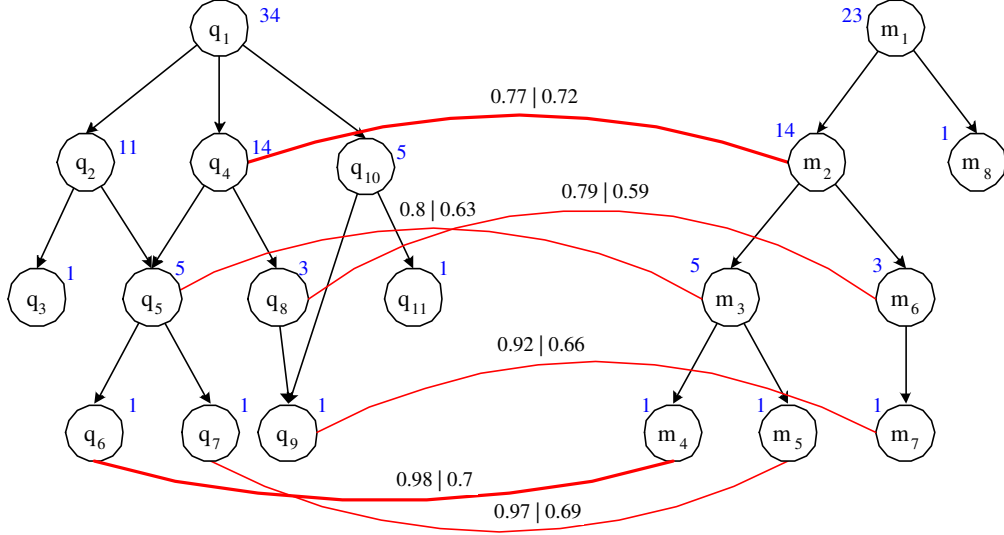 q1 34 23 m1
0.77 | 0.72
q2 11 q4 14 q10 5 14 m2 1 m8
0.8 | 0.63 0.79 | 0.59
q3 1 q5 5 q8 3 q11 1 5 m3 3 m6
0.92 | 0.66
q6 1 q7 1 q9 1 1 m4 1 m5 1 m7
0.98 | 0.7
0.97 | 0.69